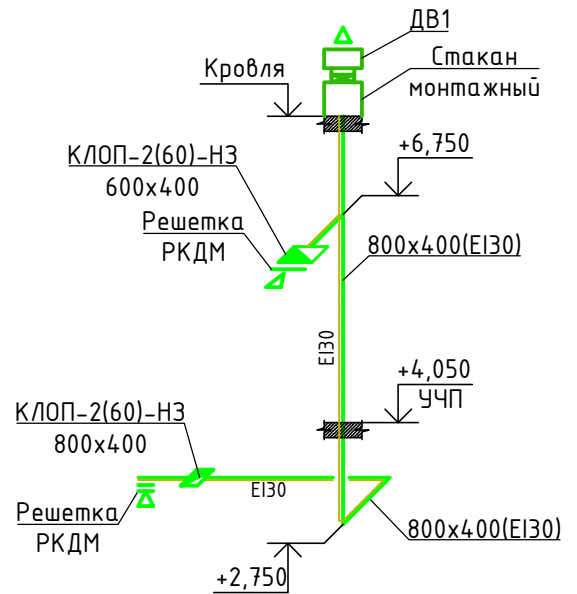 ДВ1
Стакан
монтажный
Кровля
+6,750
КЛОП-2(60)-НЗ
600х400
Решетка
РКДМ
800х400(EI30)
EI30
+4,050
УЧП
КЛОП-2(60)-НЗ
800х400
EI30
Решетка
РКДМ
800х400(EI30)
+2,750